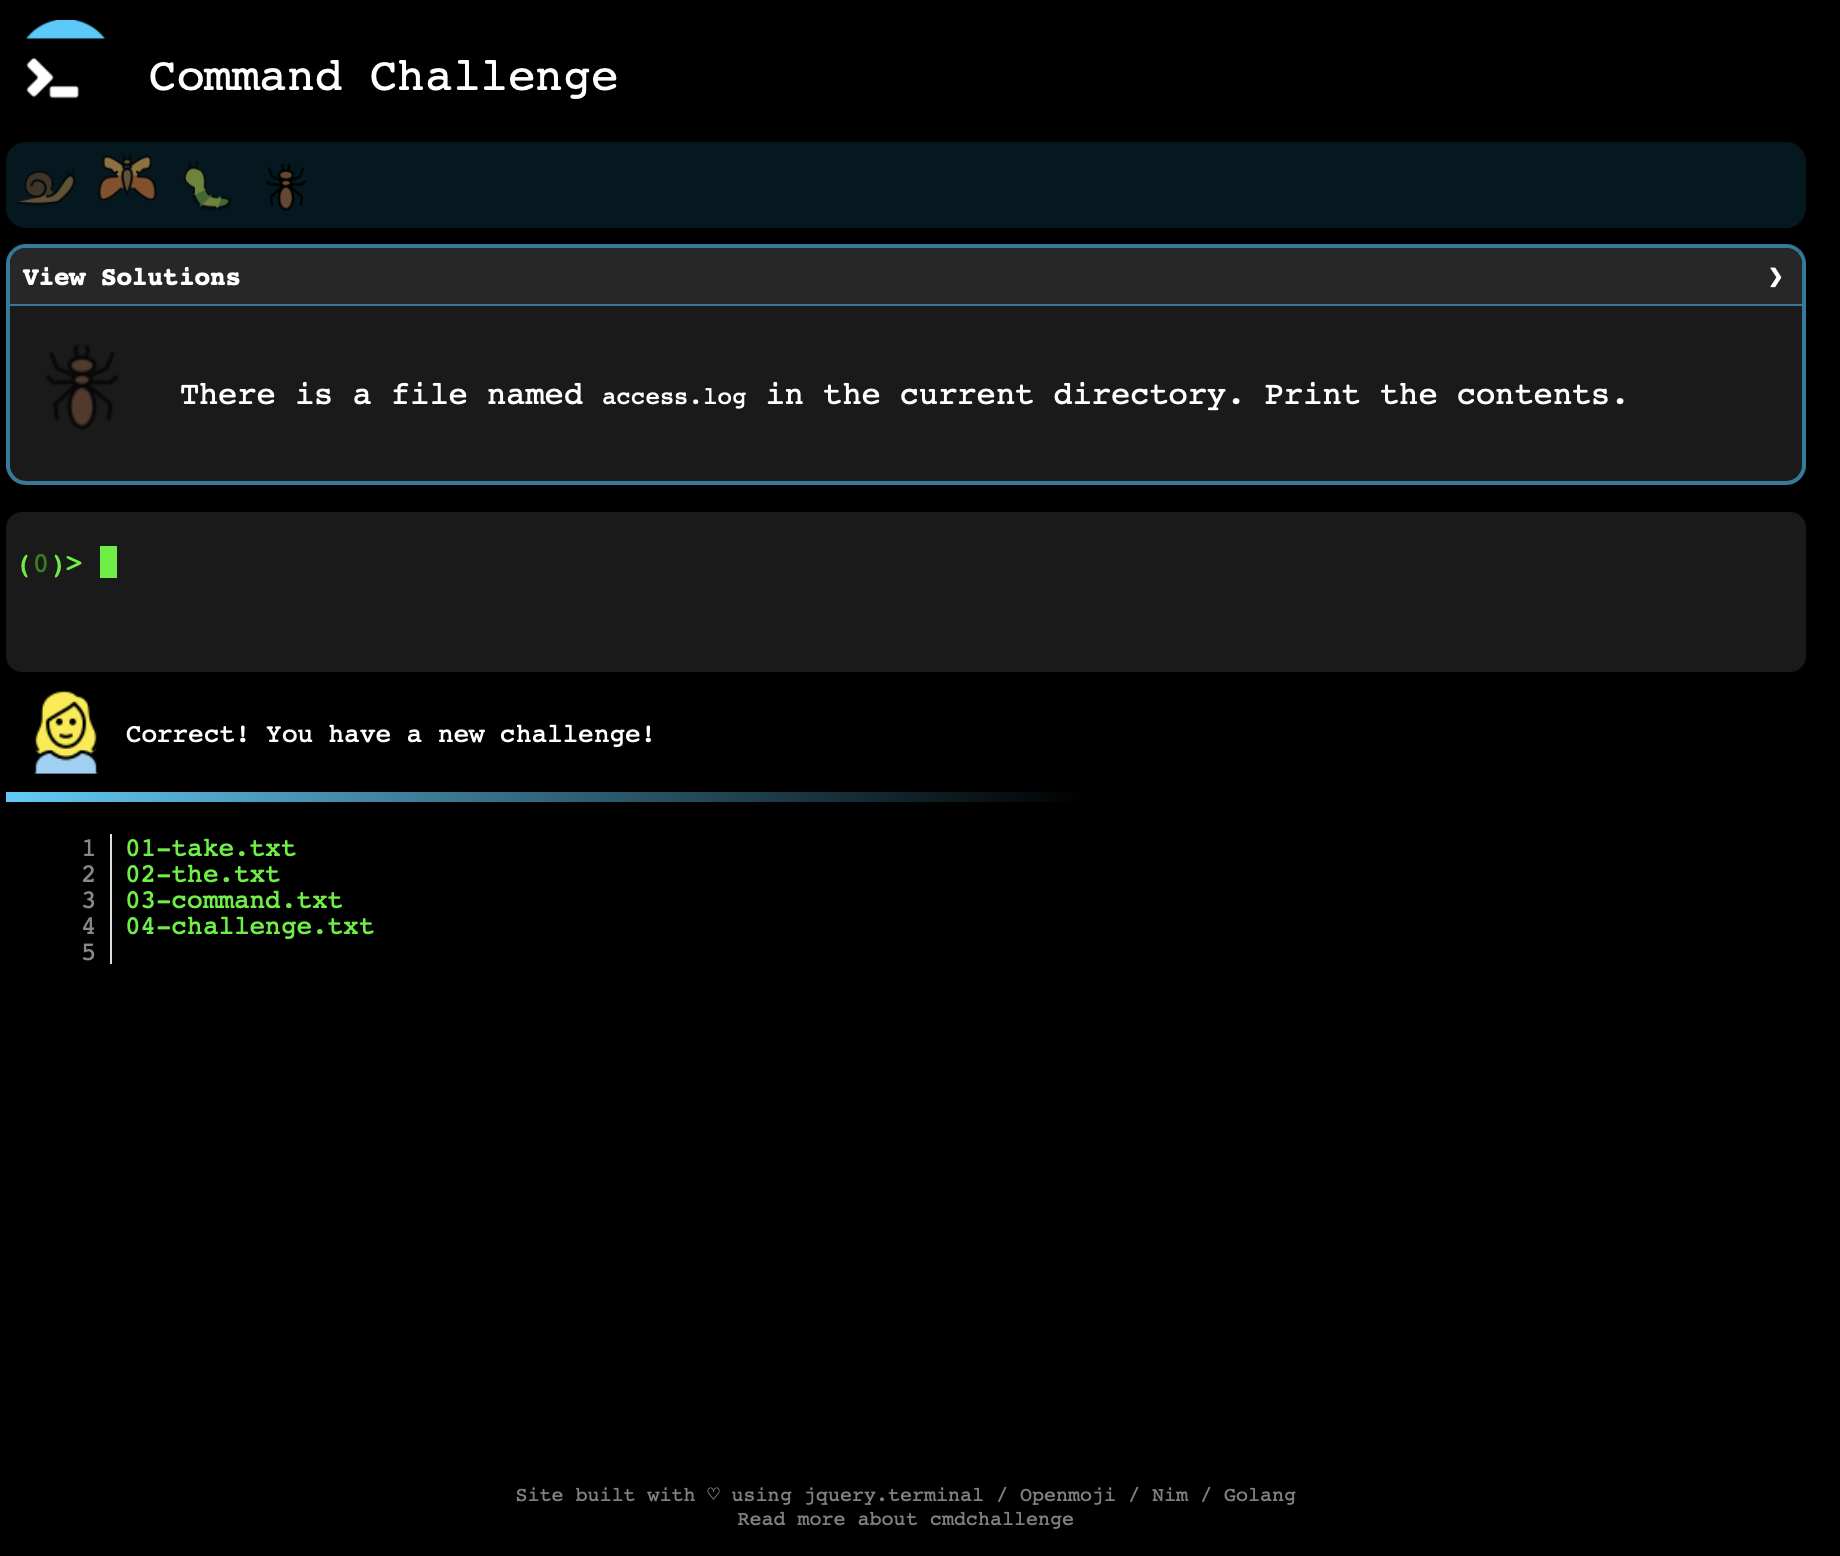 Command Challenge
View Solutions ❯
There is a file named access.log in the current directory. Print the contents.
(0)>
Correct! You have a new challenge!
1 01-take.txt
2 02-the.txt
3 03-command.txt
4 04-challenge.txt
5
Site built with ♡ using jquery.terminal / Openmoji / Nim / Golang
Read more about cmdchallenge